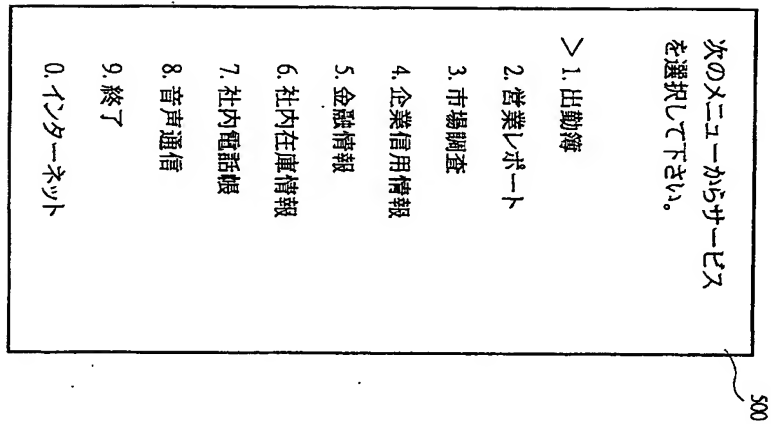 次のメニューからサービス
を選択して下さい。
＞1. 出勤簿
2. 営業レポート
3. 市場調査
4. 企業信用情報
5. 金融情報
6. 社内在庫情報
7. 社内電話帳
8. 音声通信
9. 終了
0. インターネット
500